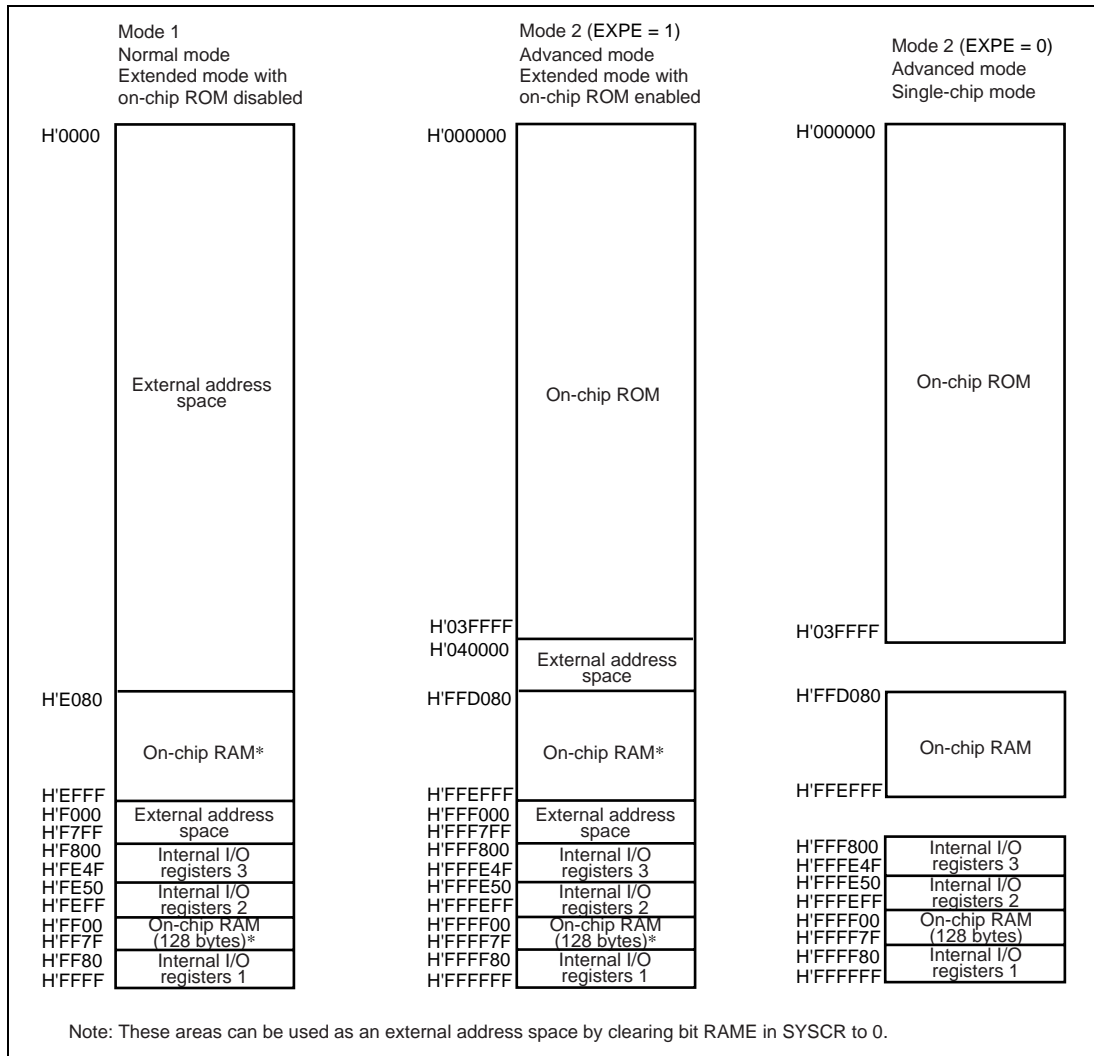 Mode 1
Normal mode
Extended mode with
on-chip ROM disabled
H'0000
External address
space
H'E080
On-chip RAM*
H'EFFF
H'F000
External address
space
H'F7FF
H'F800
Internal I/O
registers 3
H'FE4F
H'FE50
Internal I/O
registers 2
H'FEFF
H'FF00
On-chip RAM
(128 bytes)*
H'FF7F
H'FF80
Internal I/O
registers 1
H'FFFF
Mode 2 (EXPE = 1)
Advanced mode
Extended mode with
on-chip ROM enabled
H'000000
On-chip ROM
H'03FFFF
H'040000
External address
space
H'FFD080
On-chip RAM*
H'FFEFFF
H'FFF000
External address
space
H'FFF7FF
H'FFF800
Internal I/O
registers 3
H'FFFE4F
H'FFFE50
Internal I/O
registers 2
H'FFFEFF
H'FFFF00
On-chip RAM
(128 bytes)*
H'FFFF7F
H'FFFF80
Internal I/O
registers 1
H'FFFFFF
Mode 2 (EXPE = 0)
Advanced mode
Single-chip mode
H'000000
On-chip ROM
H'03FFFF
H'FFD080
On-chip RAM
H'FFEFFF
H'FFF800
Internal I/O
registers 3
H'FFFE4F
H'FFFE50
Internal I/O
registers 2
H'FFFEFF
H'FFFF00
On-chip RAM
(128 bytes)
H'FFFF7F
H'FFFF80
Internal I/O
registers 1
H'FFFFFF
Note: These areas can be used as an external address space by clearing bit RAME in SYSCR to 0.